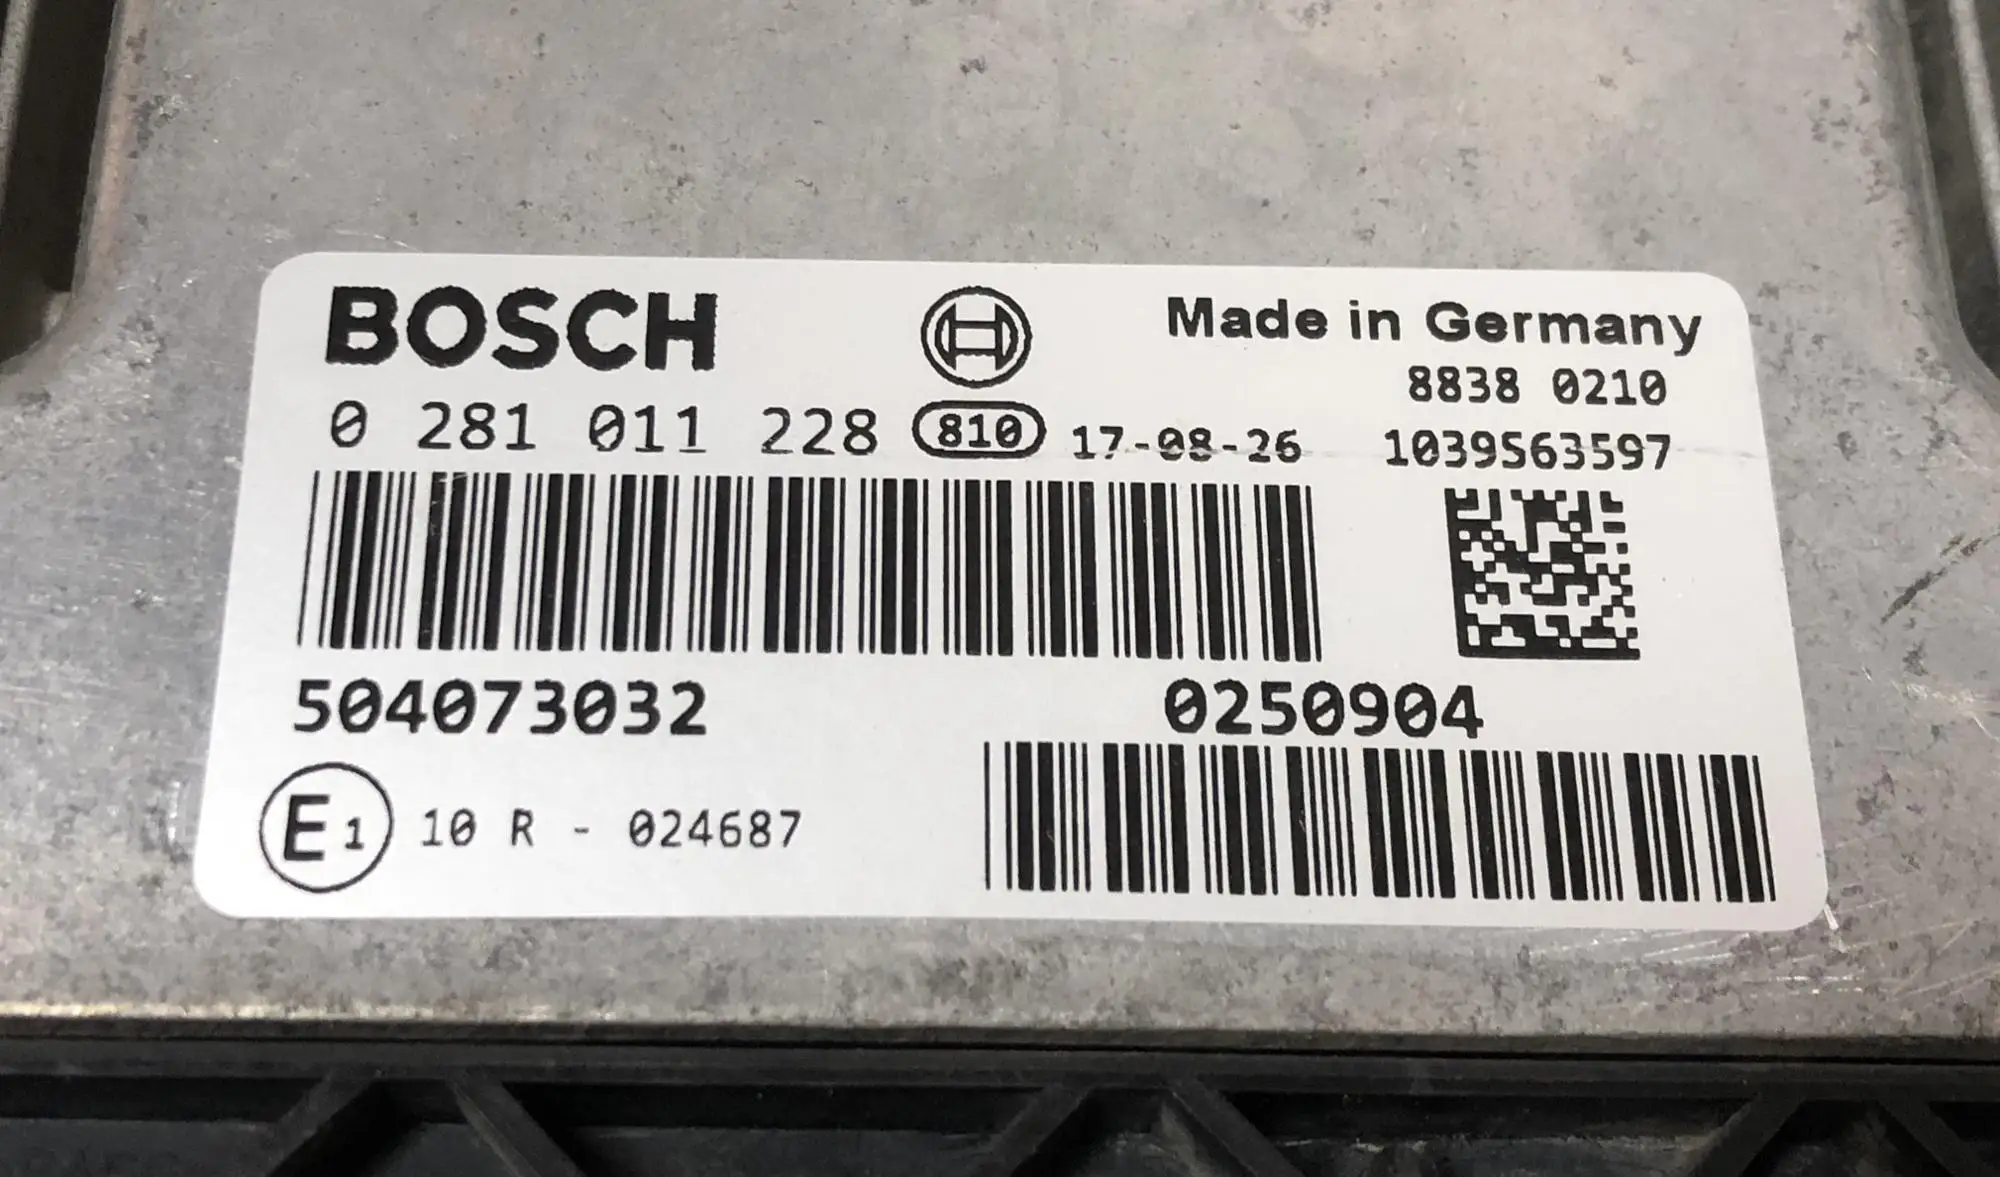 BOSCH
Made in Germany
8838 0210
0 281 011 228 810 17-08-26 1039S63597
504073032 0250904
E1 10 R - 024687